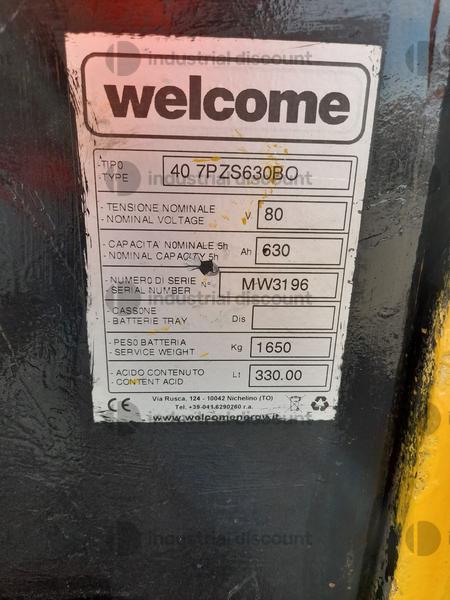 industrial discount
welcome
- TIPO
- TYPE
40 7PZS630BO
industrial discount
- TENSIONE NOMINALE
- NOMINAL VOLTAGE
V
80
- CAPACITA' NOMINALE 5h
- NOMINAL CAPACITY 5h
Ah
630
- NUMERO DI SERIE
- SERIAL NUMBER
N°
MW3196
industrial discount
- CASSONE
- BATTERIE TRAY
Dis
- PESO BATTERIA
- SERVICE WEIGHT
Kg
1650
- ACIDO CONTENUTO
- CONTENT ACID
Lt
330.00
CE
Via Rusca, 124 - 10042 Nichelino (TO)
industrial discount
www.welcomenergy.it
industrial discount